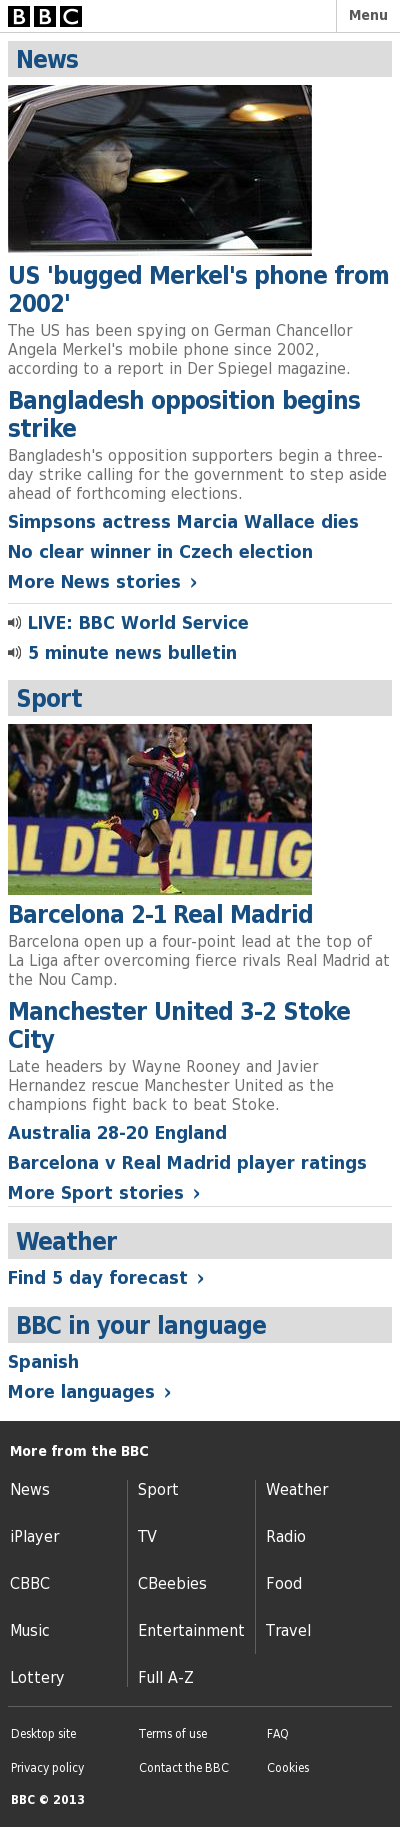 BBC
Menu
News
US 'bugged Merkel's phone from
2002'
The US has been spying on German Chancellor
Angela Merkel's mobile phone since 2002,
according to a report in Der Spiegel magazine.
Bangladesh opposition begins
strike
Bangladesh's opposition supporters begin a three-
day strike calling for the government to step aside
ahead of forthcoming elections.
Simpsons actress Marcia Wallace dies
No clear winner in Czech election
More News stories ›
LIVE: BBC World Service
5 minute news bulletin
Sport
9
AL DE LA LLIG
Barcelona 2-1 Real Madrid
Barcelona open up a four-point lead at the top of
La Liga after overcoming fierce rivals Real Madrid at
the Nou Camp.
Manchester United 3-2 Stoke
City
Late headers by Wayne Rooney and Javier
Hernandez rescue Manchester United as the
champions fight back to beat Stoke.
Australia 28-20 England
Barcelona v Real Madrid player ratings
More Sport stories ›
Weather
Find 5 day forecast ›
BBC in your language
Spanish
More languages ›
More from the BBC
News Sport Weather
iPlayer TV Radio
CBBC CBeebies Food
Music Entertainment Travel
Lottery Full A-Z
Desktop site Terms of use FAQ
Privacy policy Contact the BBC Cookies
BBC © 2013